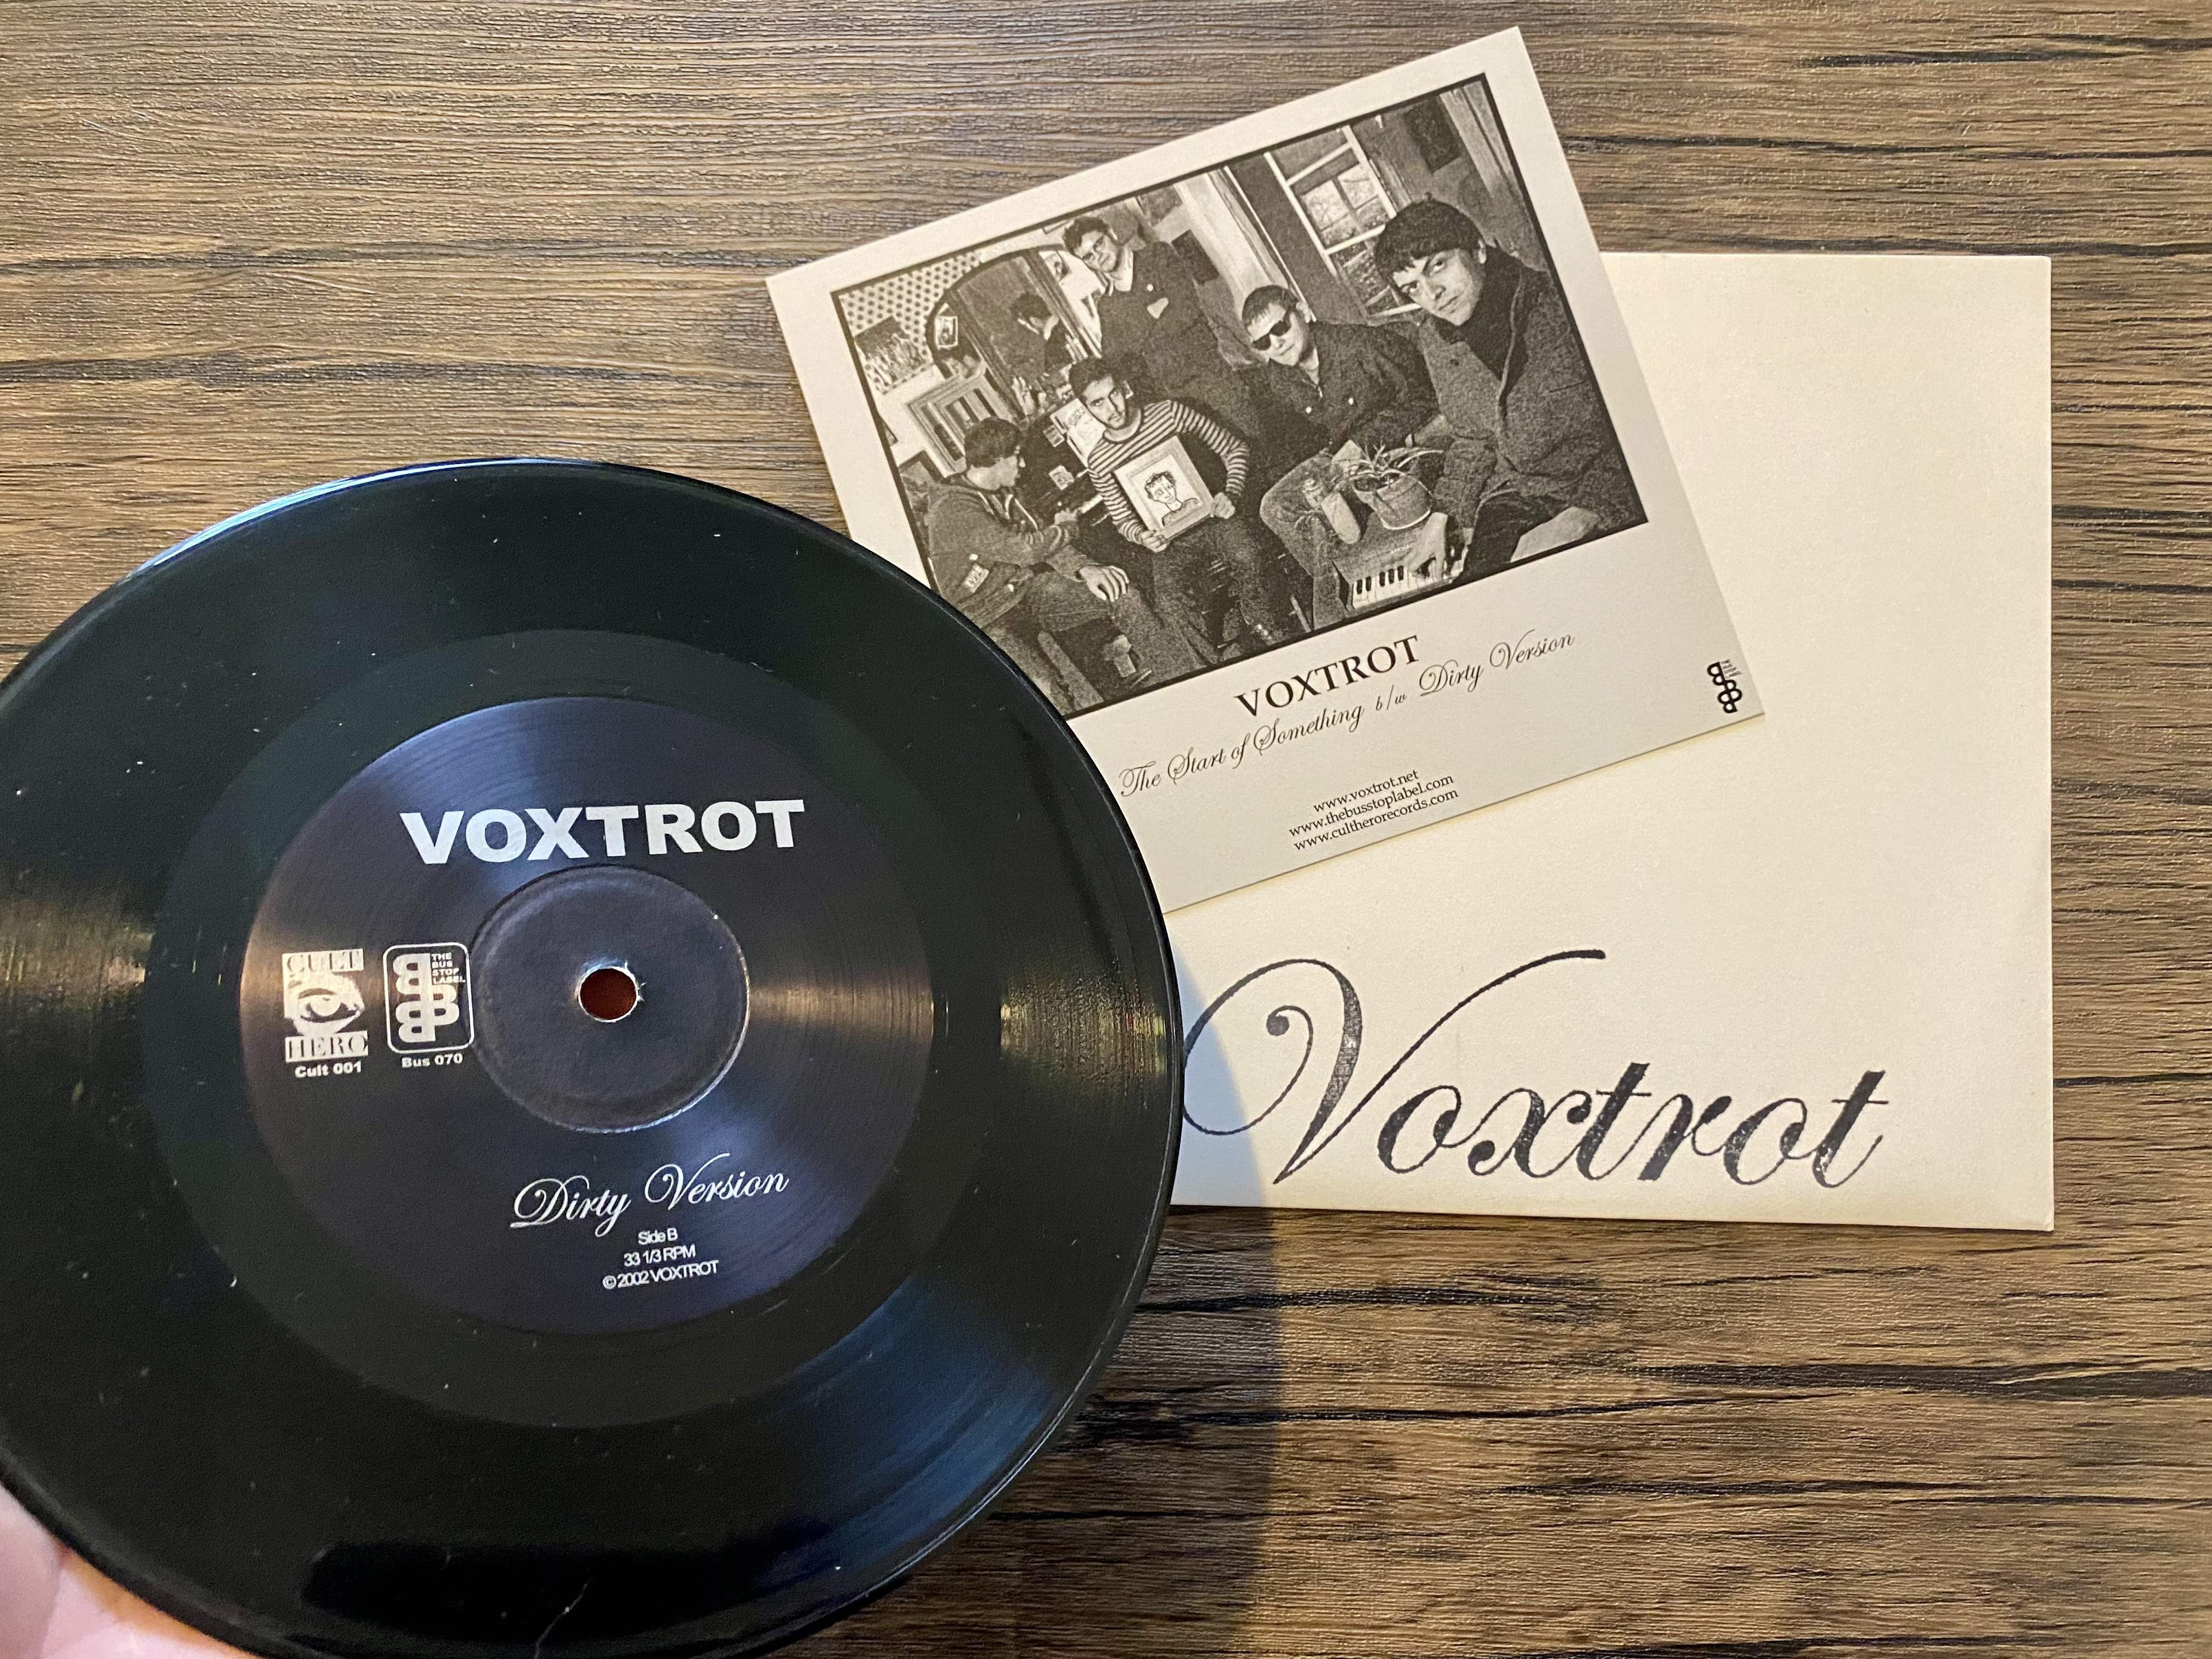 VOXTROT
The Start of Something b/w Dirty Version
www.voxtrot.net
www.thebusstoplabel.com
www.cultherorecords.com
Voxtrot
VOXTROT
CULT
HERO
Cult 001
THE
BUS
STOP
LABEL
Bus 070
Dirty Version
Side B
33 1/3 RPM
© 2002 VOXTROT